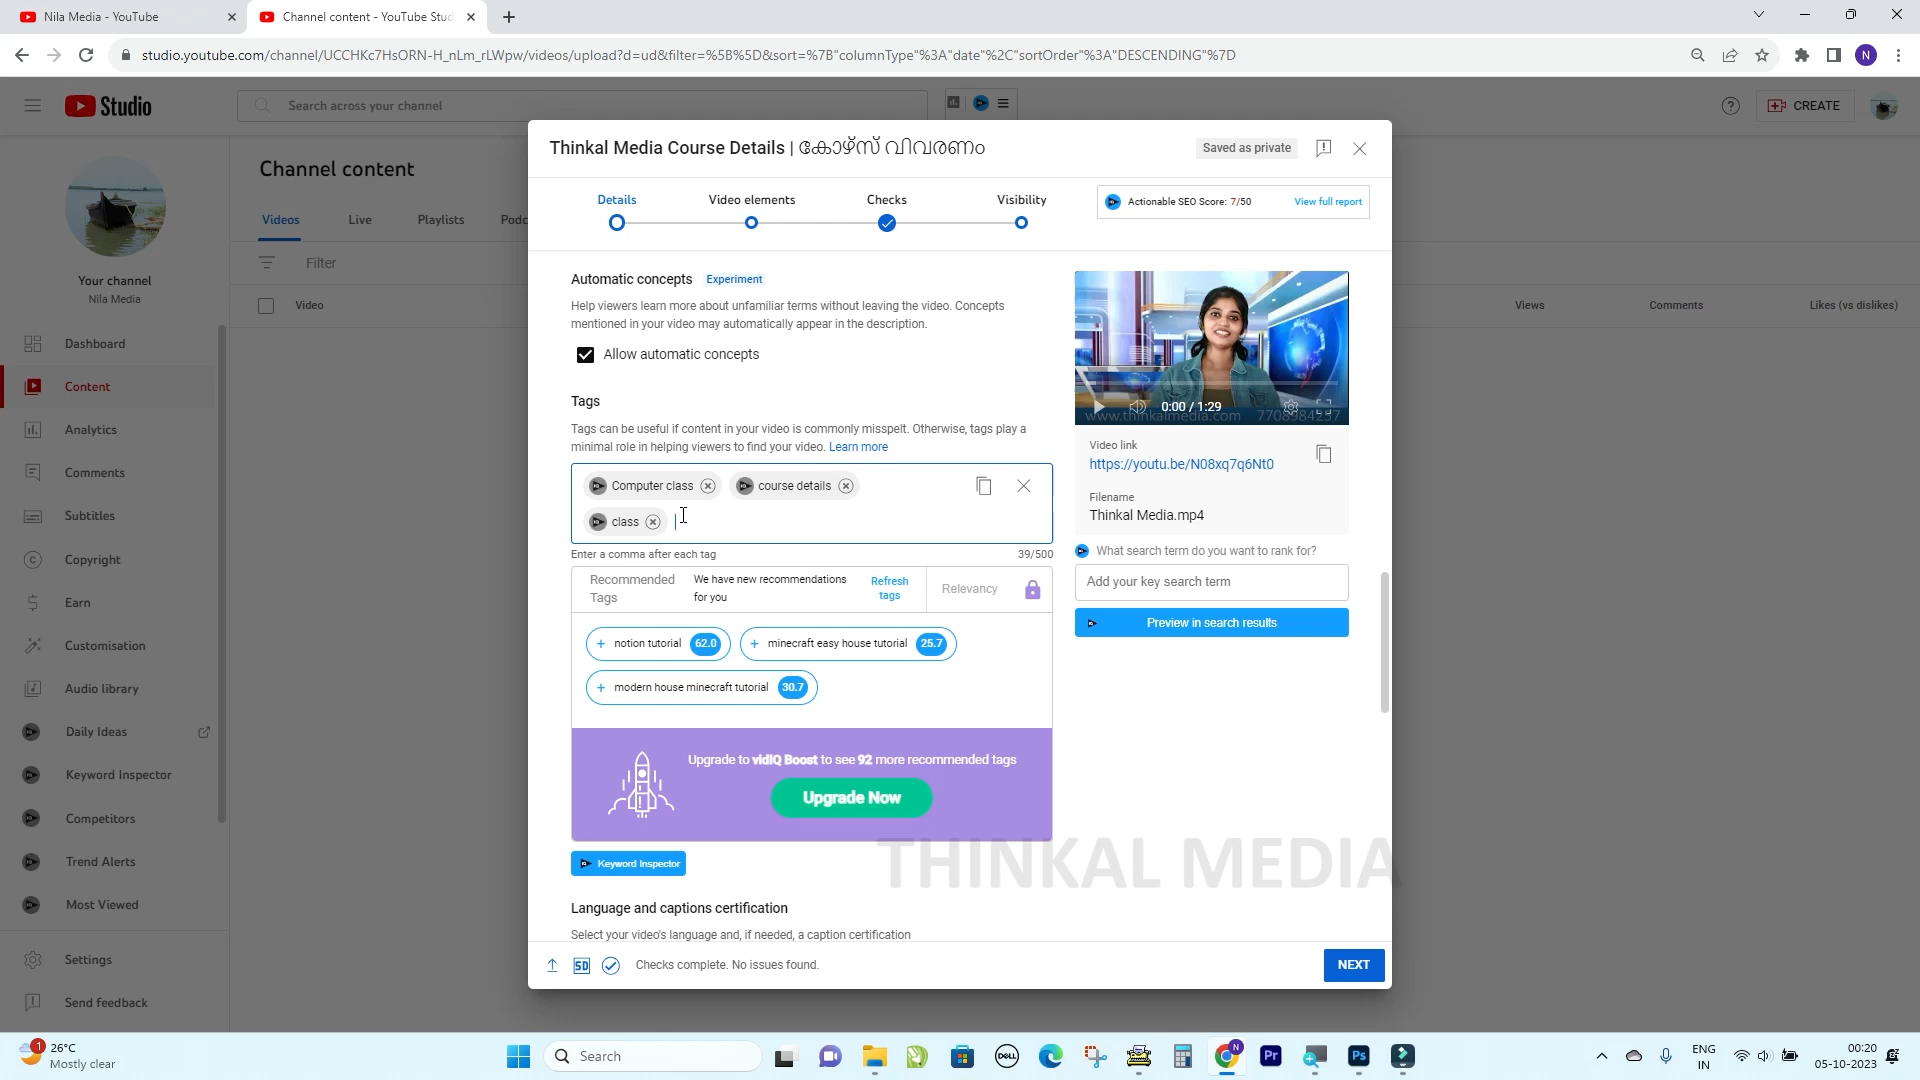 Nila Media - YouTube
Channel content - YouTube Stud
studio.youtube.com/channel/UCCHKc7HsORN-H_nLm_rLWpw/videos/upload?d=ud&filter=%5B%5D&sort=%7B"columnType"%3A"date"%2C"sortOrder"%3A"DESCENDING"%7D
N
Studio
Search across your channel
CREATE
Thinkal Media Course Details | കോഴ്സ് വിവരണം
Saved as private
Channel content
Details
Video elements
Checks
Visibility
Actionable SEO Score: 7/50
View full report
Videos
Live
Playlists
Podc
Your channel
Nila Media
Filter
Video
Views
Comments
Likes (vs dislikes)
Automatic concepts
Experiment
Help viewers learn more about unfamiliar terms without leaving the video. Concepts
mentioned in your video may automatically appear in the description.
Allow automatic concepts
Tags
Tags can be useful if content in your video is commonly misspelt. Otherwise, tags play a
minimal role in helping viewers to find your video. Learn more
Computer class
course details
class
Enter a comma after each tag
39/500
Recommended
Tags
We have new recommendations
for you
Refresh
tags
Relevancy
+ notion tutorial 62.0
+ minecraft easy house tutorial 25.7
+ modern house minecraft tutorial 30.7
Upgrade to vidIQ Boost to see 92 more recommended tags
Upgrade Now
Keyword Inspector
Language and captions certification
Select your video's language and, if needed, a caption certification
0:00 / 1:29
www.thinkalmedia.com 7708984237
Video link
https://youtu.be/N08xq7q6Nt0
Filename
Thinkal Media.mp4
What search term do you want to rank for?
Add your key search term
Preview in search results
THINKAL MEDIA
SD
Checks complete. No issues found.
NEXT
Dashboard
Content
Analytics
Comments
Subtitles
Copyright
Earn
Customisation
Audio library
Daily Ideas
Keyword Inspector
Competitors
Trend Alerts
Most Viewed
Settings
Send feedback
1
26°C
Mostly clear
Search
DELL
N
Pr
Ps
ENG
IN
00:20
05-10-2023